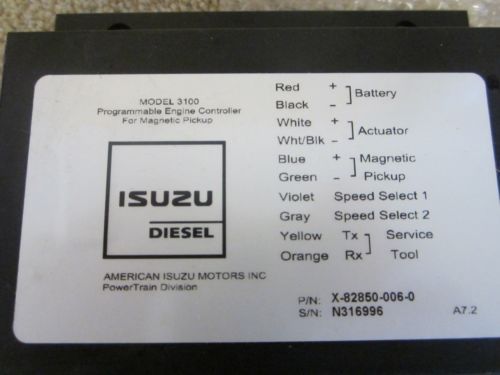 MODEL 3100
Programmable Engine Controller
For Magnetic Pickup
ISUZU
DIESEL
AMERICAN ISUZU MOTORS INC
PowerTrain Division
Red + Battery
Black -
White + Actuator
Wht/Blk -
Blue + Magnetic
Green - Pickup
Violet Speed Select 1
Gray Speed Select 2
Yellow Tx Service
Orange Rx Tool
P/N: X-82850-006-0
S/N: N316996
A7.2